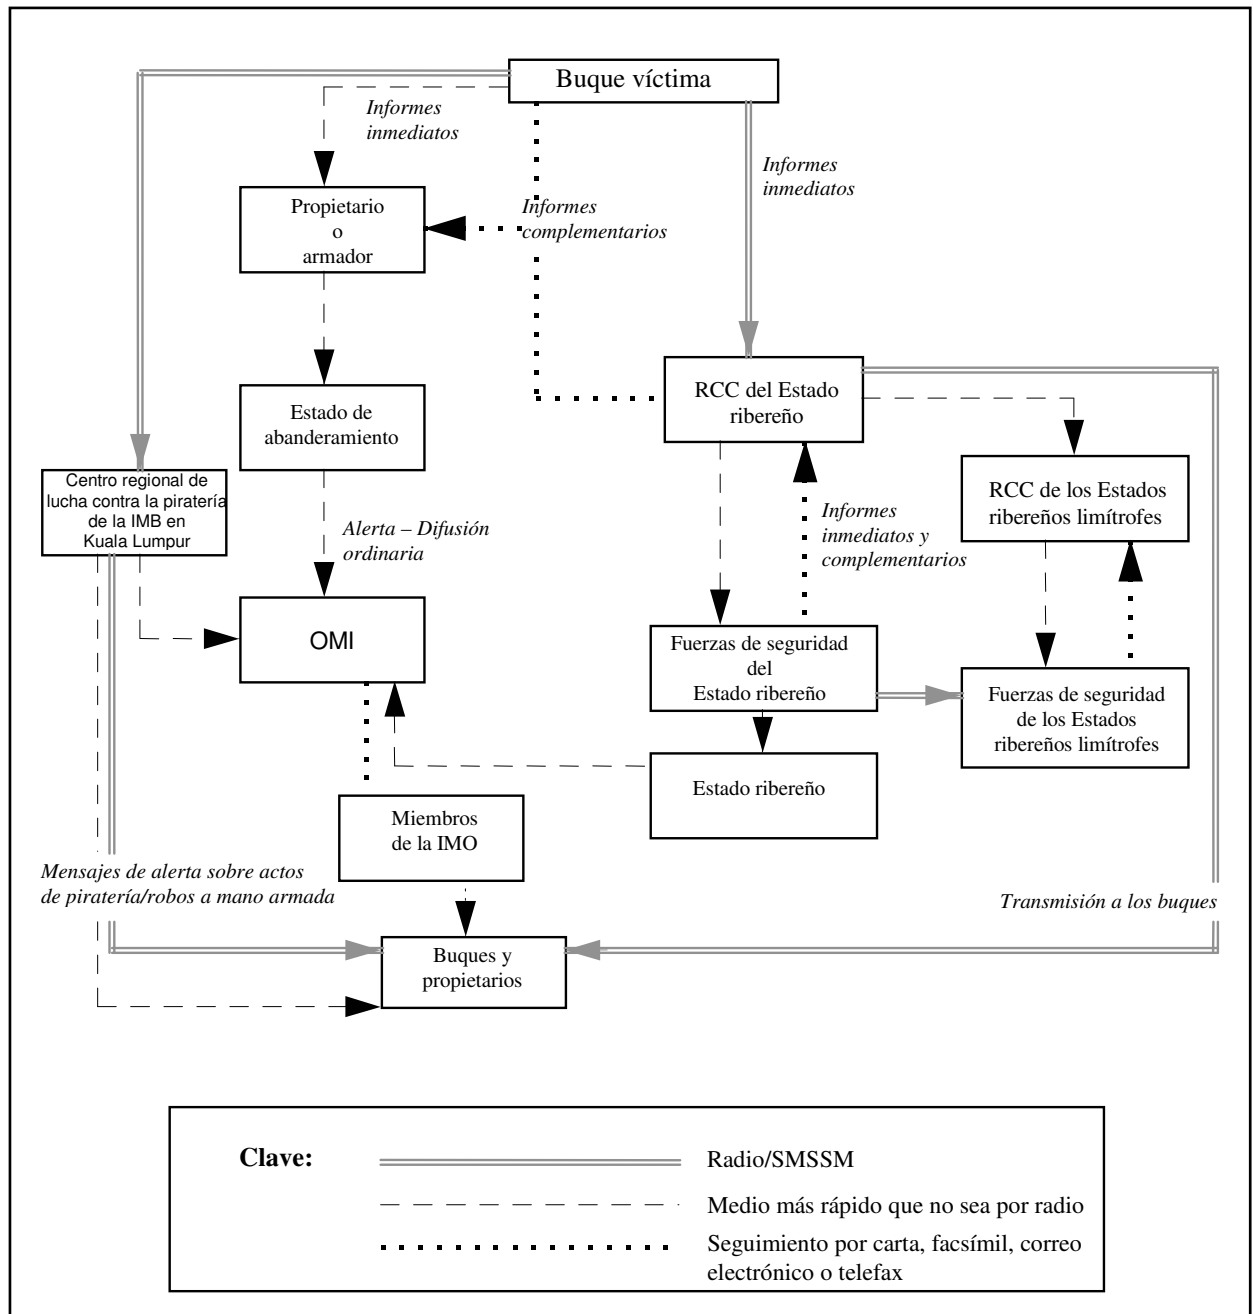 Buque víctima
Informes
inmediatos
Informes
inmediatos
Propietario
o
armador
Informes
complementarios
RCC del Estado
ribereño
Estado de
abanderamiento
Centro regional de
lucha contra la piratería
de la IMB en
Kuala Lumpur
RCC de los Estados
ribereños limítrofes
Alerta – Difusión
ordinaria
Informes
inmediatos y
complementarios
OMI
Fuerzas de seguridad
del
Estado ribereño
Fuerzas de seguridad
de los Estados
ribereños limítrofes
Estado ribereño
Miembros
de la IMO
Mensajes de alerta sobre actos
de piratería/robos a mano armada
Transmisión a los buques
Buques y
propietarios
Clave:
Radio/SMSSM
Medio más rápido que no sea por radio
Seguimiento por carta, facsímil, correo
electrónico o telefax